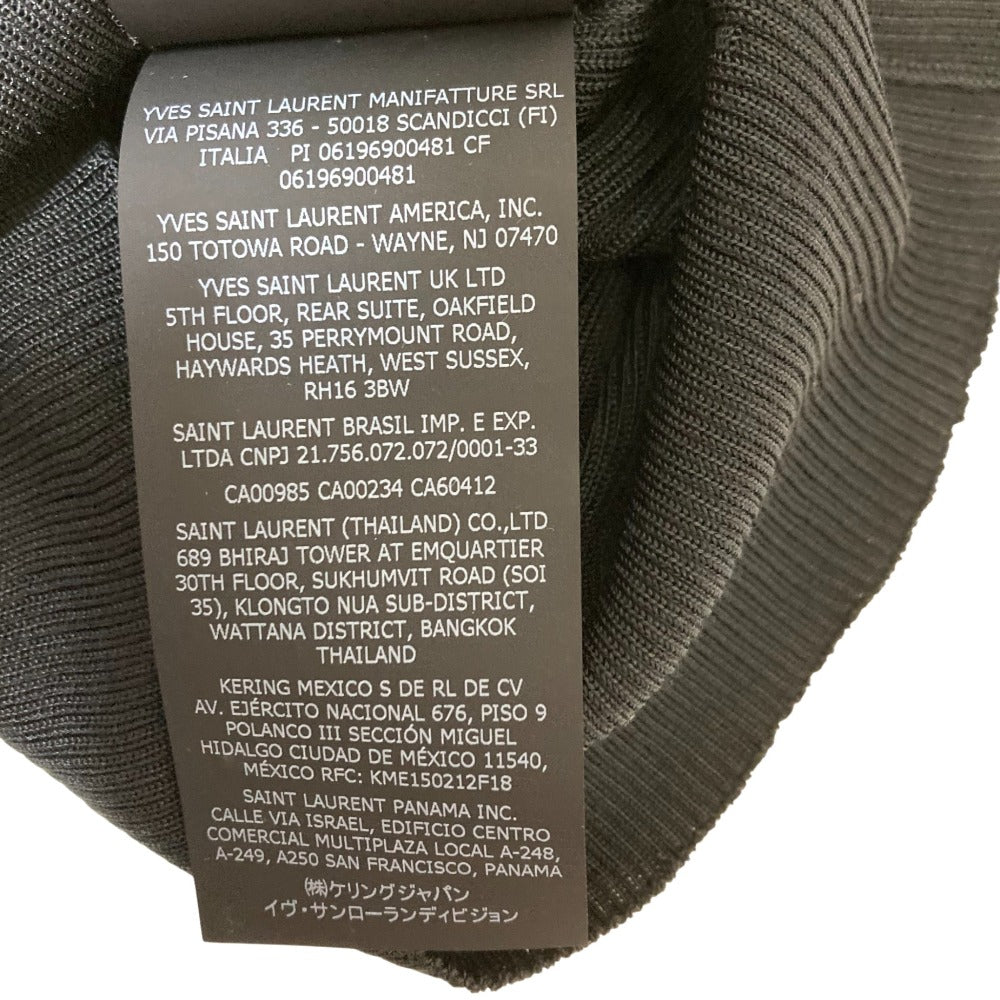 YVES SAINT LAURENT MANIFATTURE SRL
VIA PISANA 336 - 50018 SCANDICCI (FI)
ITALIA PI 06196900481 CF
06196900481
YVES SAINT LAURENT AMERICA, INC.
150 TOTOWA ROAD - WAYNE, NJ 07470
YVES SAINT LAURENT UK LTD
5TH FLOOR, REAR SUITE, OAKFIELD
HOUSE, 35 PERRYMOUNT ROAD,
HAYWARDS HEATH, WEST SUSSEX,
RH16 3BW
SAINT LAURENT BRASIL IMP. E EXP.
LTDA CNPJ 21.756.072.072/0001-33
CA00985 CA00234 CA60412
SAINT LAURENT (THAILAND) CO.,LTD
689 BHIRAJ TOWER AT EMQUARTIER
30TH FLOOR, SUKHUMVIT ROAD (SOI
35), KLONGTO NUA SUB-DISTRICT,
WATTANA DISTRICT, BANGKOK
THAILAND
KERING MEXICO S DE RL DE CV
AV. EJÉRCITO NACIONAL 676, PISO 9
POLANCO III SECCIÓN MIGUEL
HIDALGO CIUDAD DE MÉXICO 11540,
MÉXICO RFC: KME150212F18
SAINT LAURENT PANAMA INC.
CALLE VIA ISRAEL, EDIFICIO CENTRO
COMERCIAL MULTIPLAZA LOCAL A-248,
A-249, A250 SAN FRANCISCO, PANAMA
㈱ケリングジャパン
イヴ・サンローランディビジョン